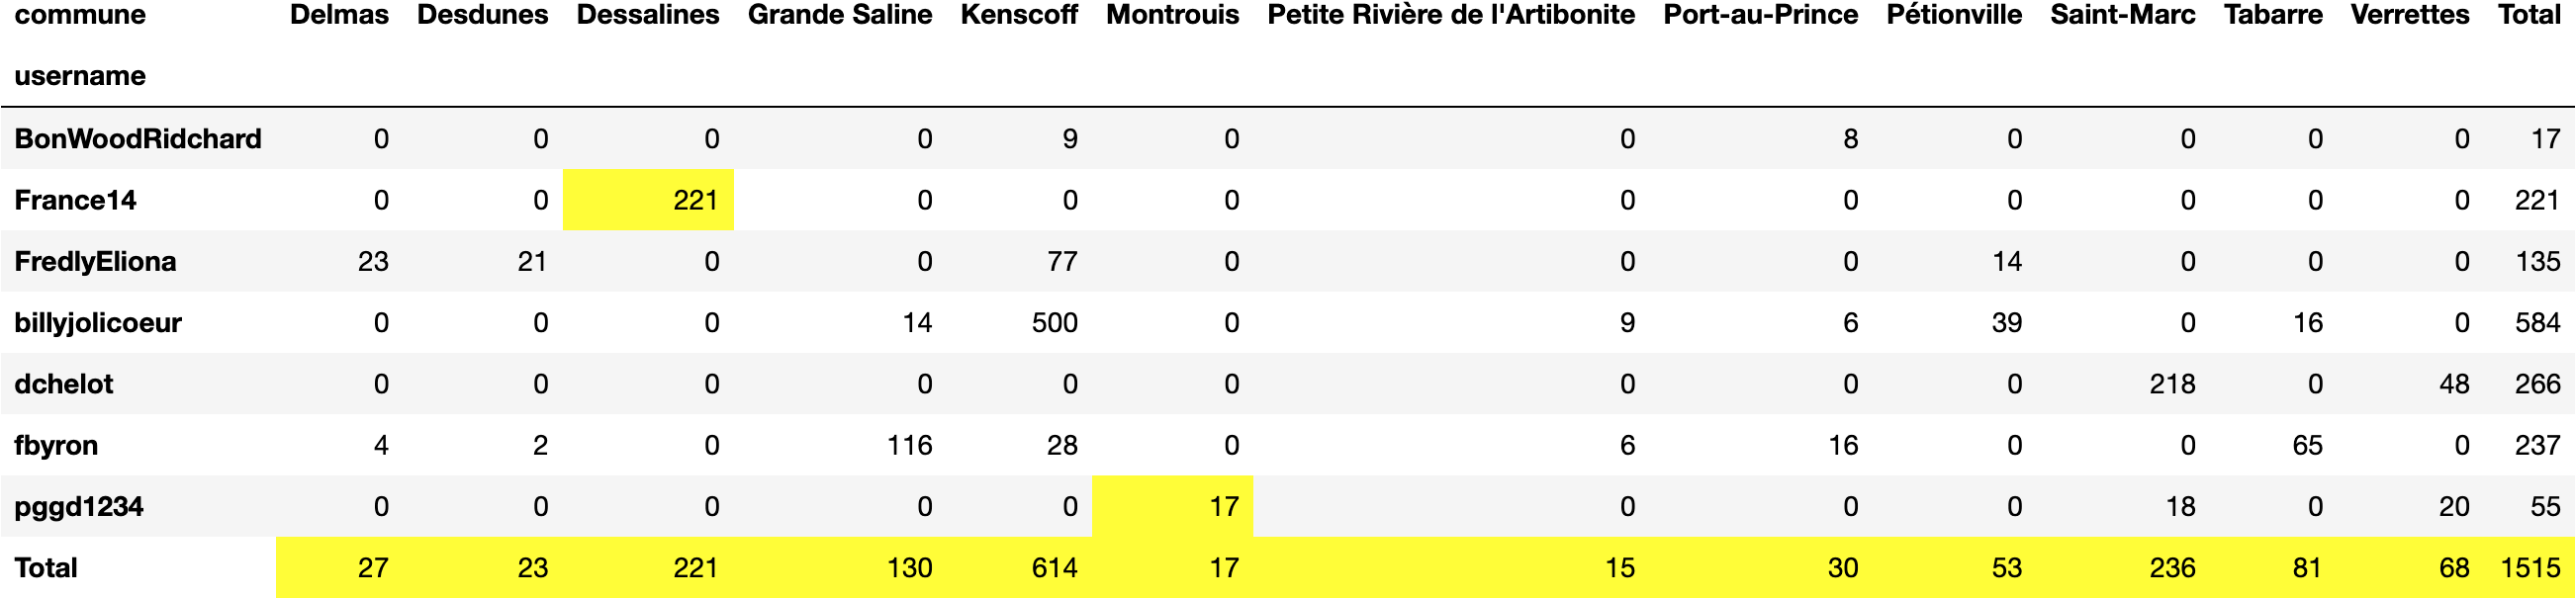 commune Delmas Desdunes Dessalines Grande Saline Kenscoff Montrouis Petite Rivière de l'Artibonite Port-au-Prince Pétionville Saint-Marc Tabarre Verrettes Total
username
BonWoodRidchard 0 0 0 0 9 0 0 8 0 0 0 0 17
France14 0 0 221 0 0 0 0 0 0 0 0 0 221
FredlyEliona 23 21 0 0 77 0 0 0 14 0 0 0 135
billyjolicoeur 0 0 0 14 500 0 9 6 39 0 16 0 584
dchelot 0 0 0 0 0 0 0 0 0 218 0 48 266
fbyron 4 2 0 116 28 0 6 16 0 0 65 0 237
pggd1234 0 0 0 0 0 17 0 0 0 18 0 20 55
Total 27 23 221 130 614 17 15 30 53 236 81 68 1515